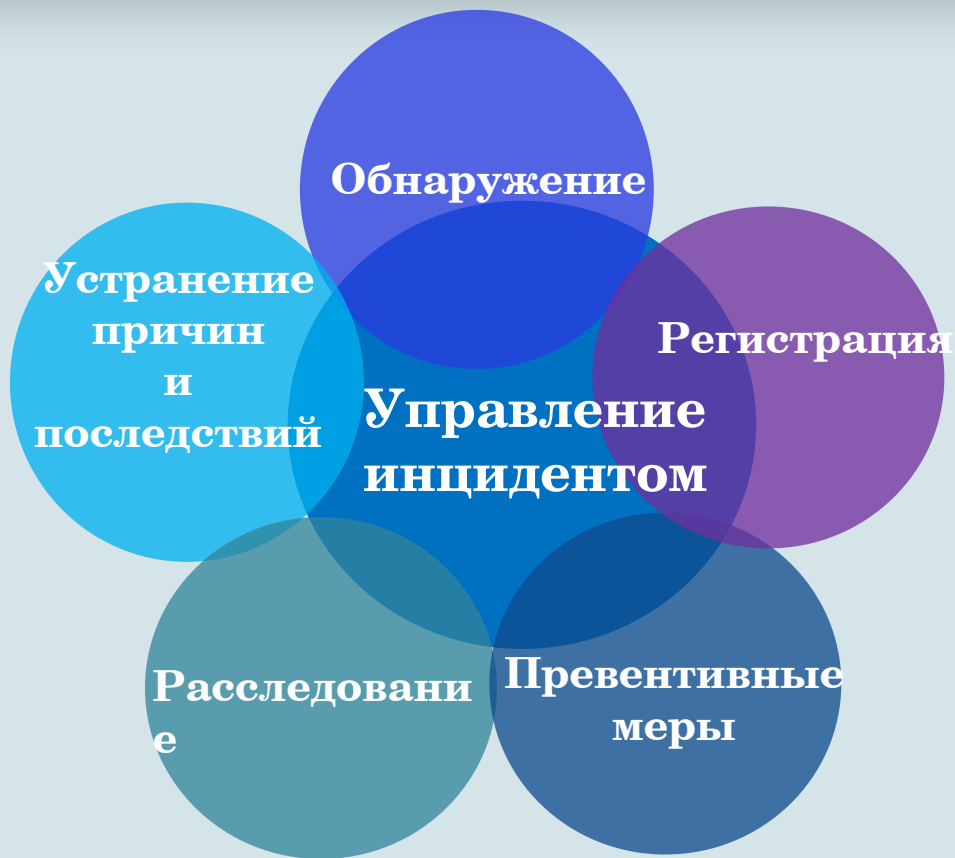 Обнаружение
Устранение
причин
и
последствий
Регистрация
Управление
инцидентом
Расследовани
е
Превентивные
меры